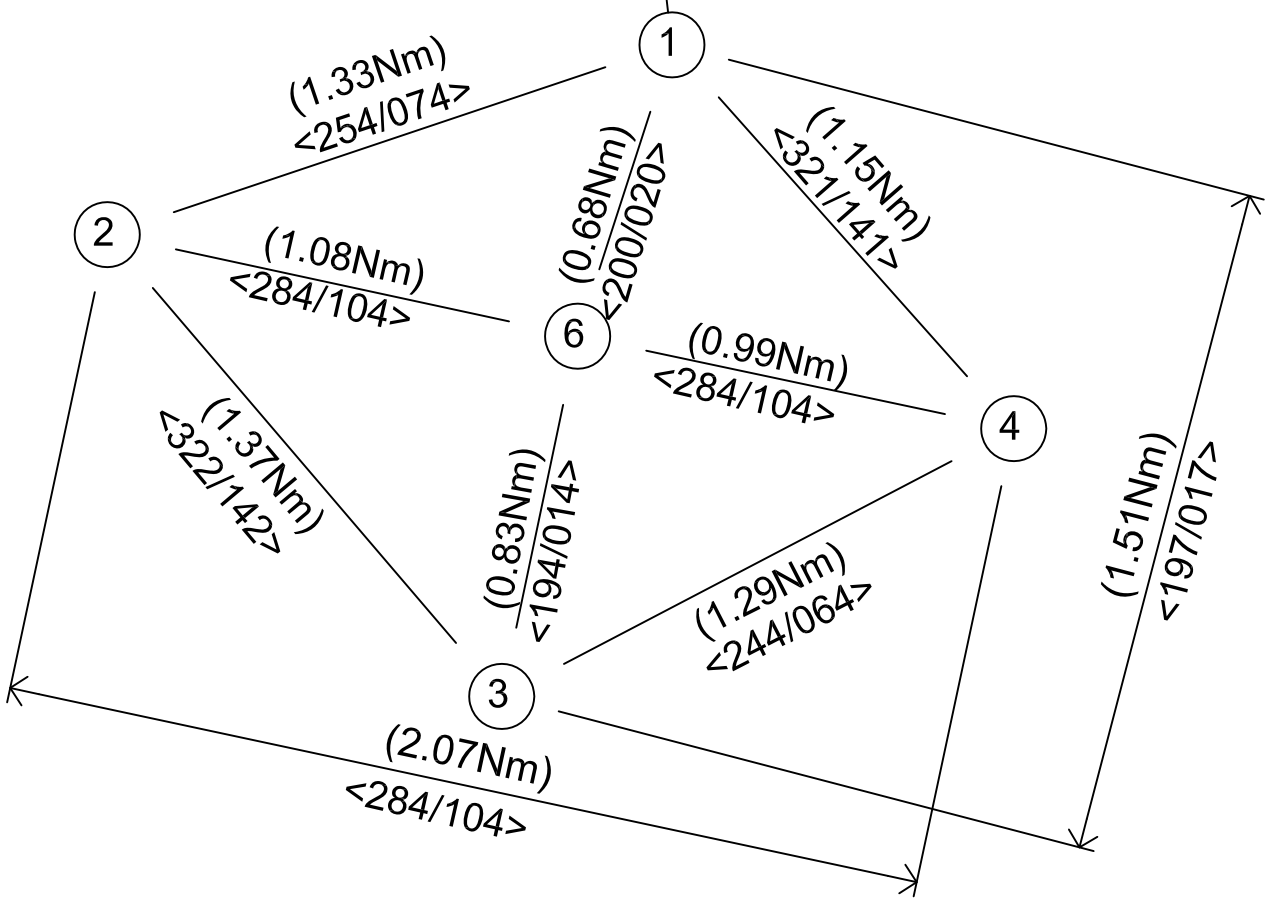 1
(1.33Nm)
<254/074>
(1.15Nm)
<321/141>
(0.68Nm)
<200/020>
2
(1.08Nm)
<284/104>
6
(0.99Nm)
<284/104>
4
(1.37Nm)
<322/142>
(0.83Nm)
<194/014>
(1.51Nm)
<197/017>
(1.29Nm)
<244/064>
3
(2.07Nm)
<284/104>